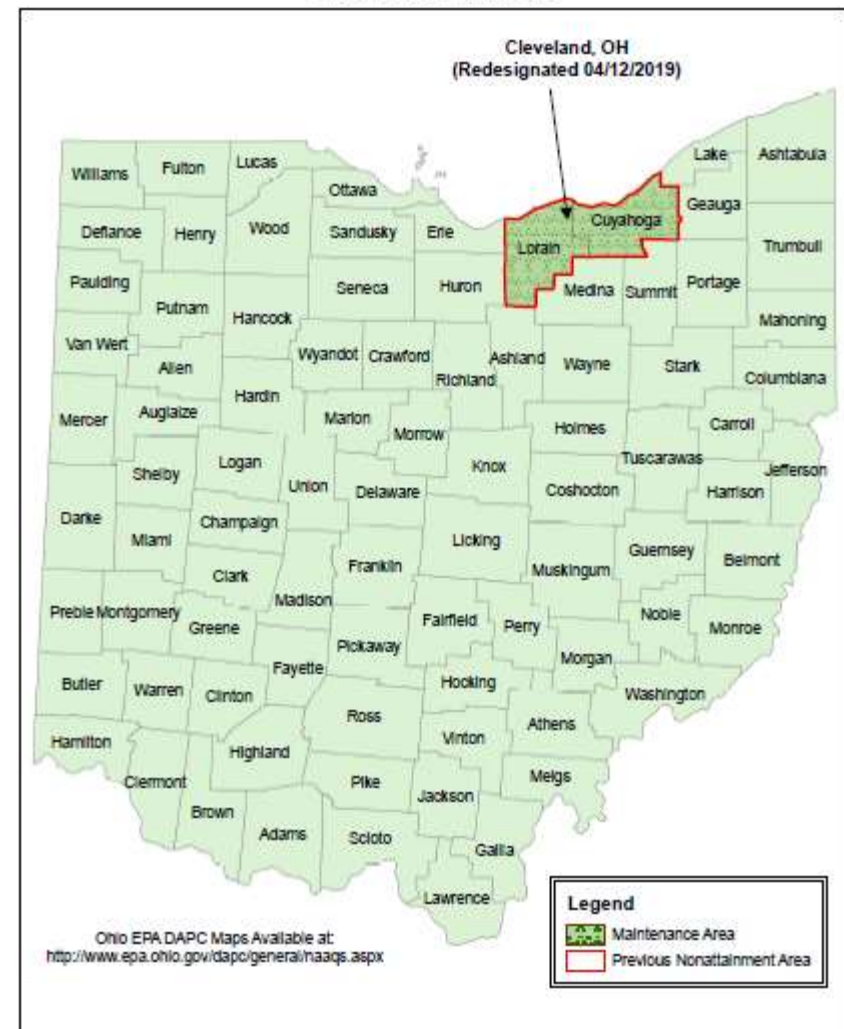 Cleveland, OH
(Redesignated 04/12/2019)
Williams
Fulton
Lucas
Ottawa
Lake
Ashtabula
Geauga
Defiance
Henry
Wood
Sandusky
Erie
Lorain
Cuyahoga
Trumbull
Paulding
Putnam
Hancock
Seneca
Huron
Medina
Summit
Portage
Mahoning
Van Wert
Allen
Wyandot
Crawford
Richland
Ashland
Wayne
Stark
Columbiana
Mercer
Auglaize
Hardin
Marion
Morrow
Holmes
Carroll
Tuscarawas
Jefferson
Shelby
Logan
Union
Delaware
Knox
Coshocton
Harrison
Darke
Miami
Champaign
Licking
Guernsey
Belmont
Clark
Franklin
Muskingum
Madison
Preble
Montgomery
Greene
Fairfield
Perry
Noble
Monroe
Pickaway
Morgan
Fayette
Butler
Warren
Clinton
Hocking
Washington
Ross
Athens
Hamilton
Highland
Vinton
Clermont
Pike
Meigs
Jackson
Brown
Adams
Scioto
Gallia
Lawrence
Ohio EPA DAPC Maps Available at:
http://www.epa.ohio.gov/dapc/general/naaqs.aspx
Legend
Maintenance Area
Previous Nonattainment Area